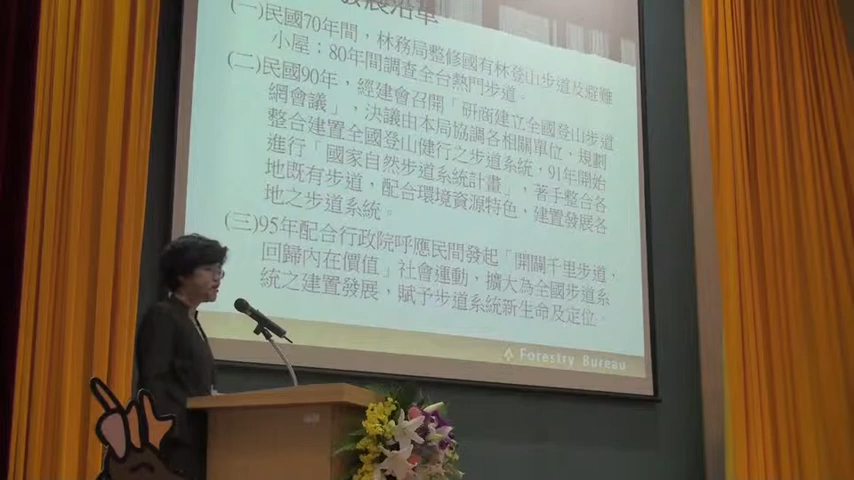 發展沿革
(一)民國70年間，林務局整修國有林登山步道及避難
小屋；80年間調查全台熱門步道。
(二)民國90年，經建會召開「研商建立全國登山步道
網會議」，決議由本局協調各相關單位，規劃
整合建置全國登山健行之步道系統，91年開始
進行「國家自然步道系統計畫」，著手整合各
地既有步道，配合環境資源特色，建置發展各
地之步道系統。
(三)95年配合行政院呼應民間發起「開闢千里步道，
回歸內在價值」社會運動，擴大為全國步道系
統之建置發展，賦予步道系統新生命及定位。
Forestry Bureau